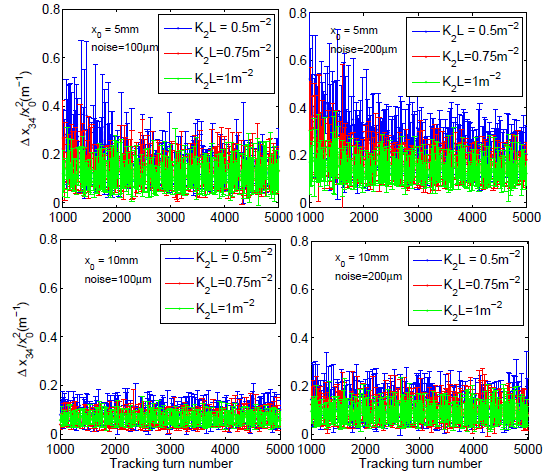 0.8
0.6
0.4
0.2
0
1000 2000 3000 4000 5000
Δ x34/x0²(m⁻¹)
x0 = 5mm
noise=100μm
K2L = 0.5m⁻²
K2L=0.75m⁻²
K2L=1m⁻²
0.8
0.6
0.4
0.2
0
1000 2000 3000 4000 5000
x0 = 5mm
noise=200μm
K2L = 0.5m⁻²
K2L=0.75m⁻²
K2L=1m⁻²
0.8
0.6
0.4
0.2
0
1000 2000 3000 4000 5000
Δ x34/x0²(m⁻¹)
Tracking turn number
x0 = 10mm
noise=100μm
K2L = 0.5m⁻²
K2L=0.75m⁻²
K2L=1m⁻²
0.8
0.6
0.4
0.2
0
1000 2000 3000 4000 5000
Tracking turn number
x0 = 10mm
noise=200μm
K2L = 0.5m⁻²
K2L=0.75m⁻²
K2L=1m⁻²